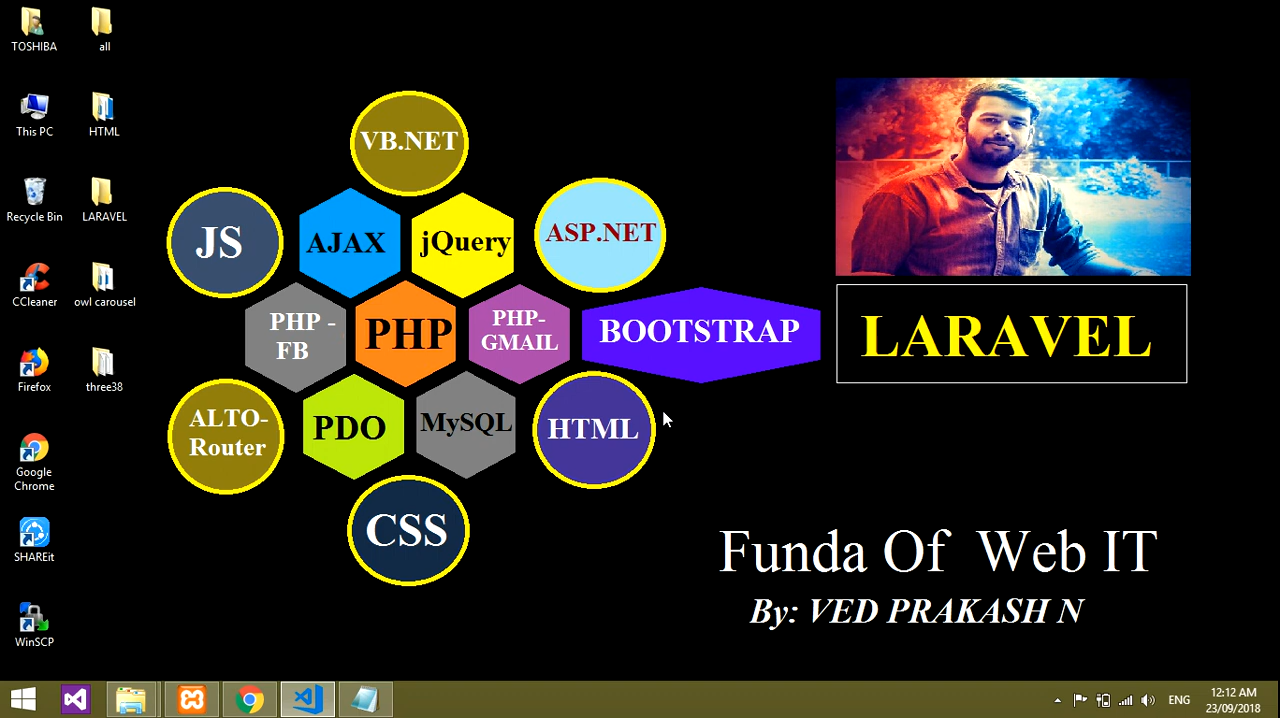 TOSHIBA
all
This PC
HTML
Recycle Bin
LARAVEL
CCleaner
owl carousel
Firefox
three38
Google
Chrome
SHAREit
WinSCP
VB.NET
JS
AJAX
jQuery
ASP.NET
PHP -
FB
PHP
PHP-
GMAIL
BOOTSTRAP
ALTO-
Router
PDO
MySQL
HTML
CSS
LARAVEL
Funda Of Web IT
By: VED PRAKASH N
ENG
12:12 AM
23/09/2018